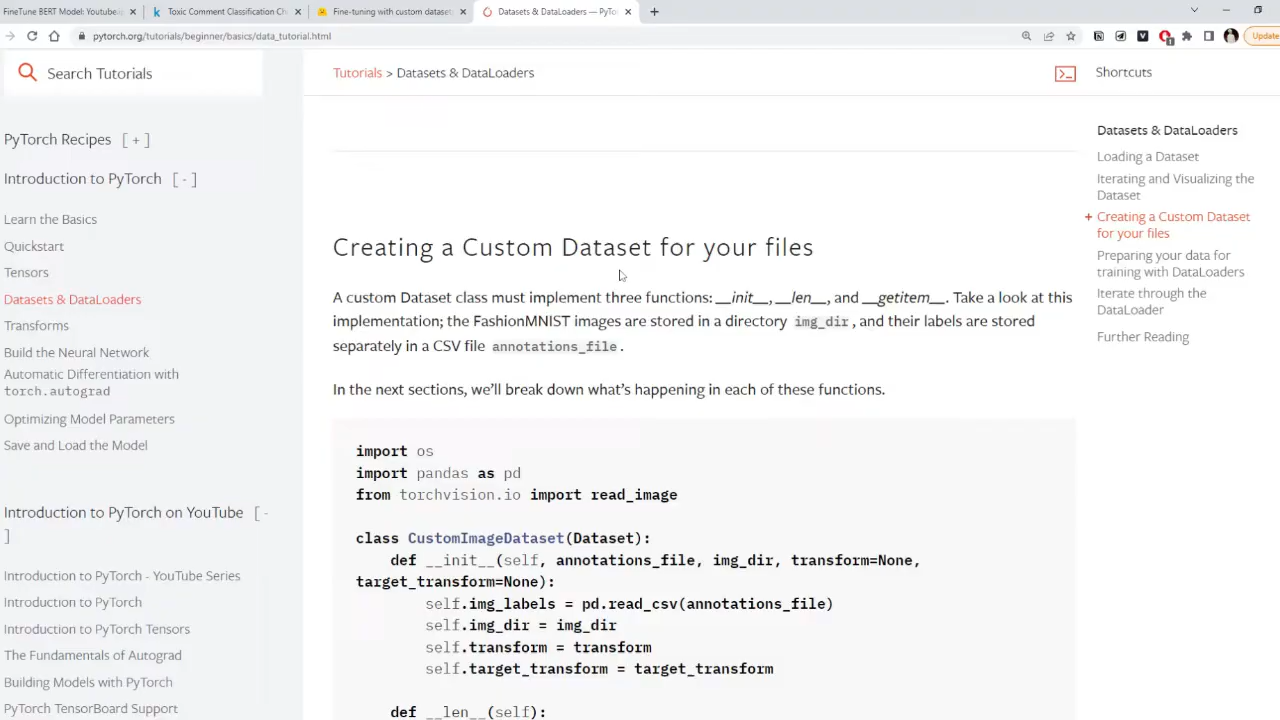 FineTune BERT Model: Youtube.i
Toxic Comment Classification Ch
Fine-tuning with custom dataset
Datasets & DataLoaders — PyTo
pytorch.org/tutorials/beginner/basics/data_tutorial.html
Update
Search Tutorials
PyTorch Recipes [ + ]
Introduction to PyTorch [ - ]
Learn the Basics
Quickstart
Tensors
Datasets & DataLoaders
Transforms
Build the Neural Network
Automatic Differentiation with
torch.autograd
Optimizing Model Parameters
Save and Load the Model
Introduction to PyTorch on YouTube [ -
]
Introduction to PyTorch - YouTube Series
Introduction to PyTorch
Introduction to PyTorch Tensors
The Fundamentals of Autograd
Building Models with PyTorch
PyTorch TensorBoard Support
Tutorials > Datasets & DataLoaders
Creating a Custom Dataset for your files
A custom Dataset class must implement three functions: __init__, __len__, and __getitem__. Take a look at this
implementation; the FashionMNIST images are stored in a directory img_dir, and their labels are stored
separately in a CSV file annotations_file.
In the next sections, we'll break down what's happening in each of these functions.
import os
import pandas as pd
from torchvision.io import read_image
class CustomImageDataset(Dataset):
def __init__(self, annotations_file, img_dir, transform=None,
target_transform=None):
self.img_labels = pd.read_csv(annotations_file)
self.img_dir = img_dir
self.transform = transform
self.target_transform = target_transform
def __len__(self):
Shortcuts
Datasets & DataLoaders
Loading a Dataset
Iterating and Visualizing the
Dataset
+ Creating a Custom Dataset
for your files
Preparing your data for
training with DataLoaders
Iterate through the
DataLoader
Further Reading